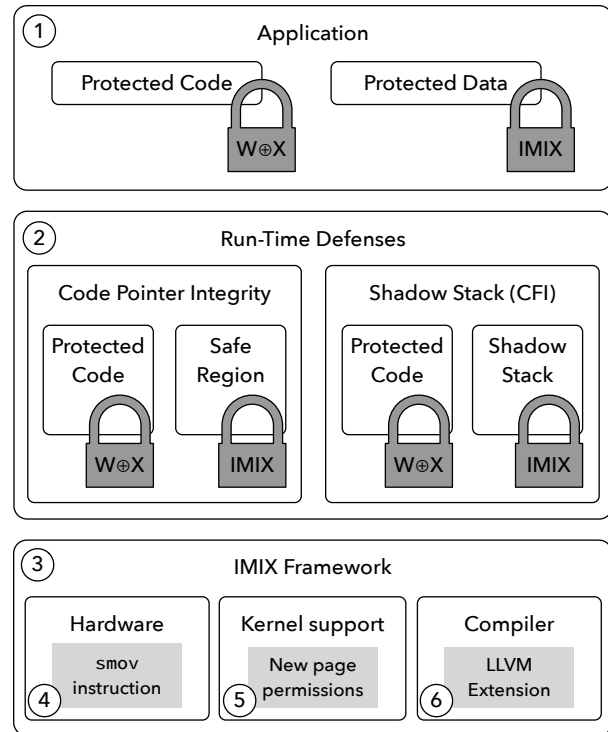 1
Application
Protected Code
Protected Data
W⊕X
IMIX
2
Run-Time Defenses
Code Pointer Integrity
Shadow Stack (CFI)
Protected
Code
Safe
Region
Protected
Code
Shadow
Stack
W⊕X
IMIX
W⊕X
IMIX
3
IMIX Framework
Hardware
smov
instruction
4
Kernel support
New page
permissions
5
Compiler
LLVM
Extension
6